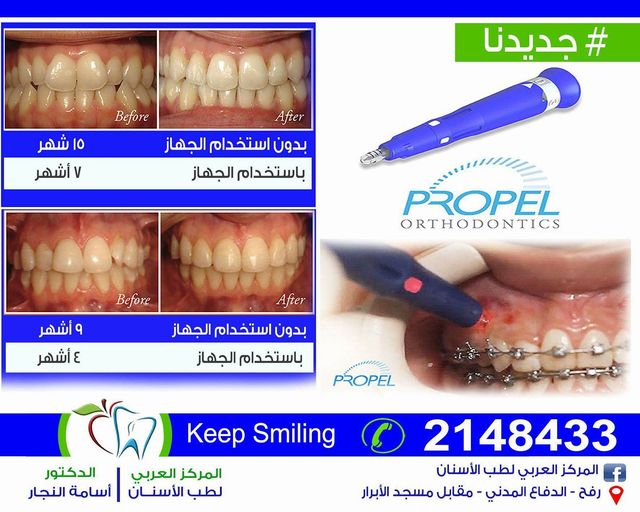 # جديدنا
Before
After
بدون استخدام الجهاز ١٥ شهر
باستخدام الجهاز ٧ أشهر
Before
After
بدون استخدام الجهاز ٩ أشهر
باستخدام الجهاز ٤ أشهر
PROPEL
ORTHODONTICS
PROPEL
Keep Smiling
2148433
المركز العربي لطب الأسنان
رفح - الدفاع المدني - مقابل مسجد الأبرار
المركز العربي
لطب الأسنان
الدكتور
أسامة النجار